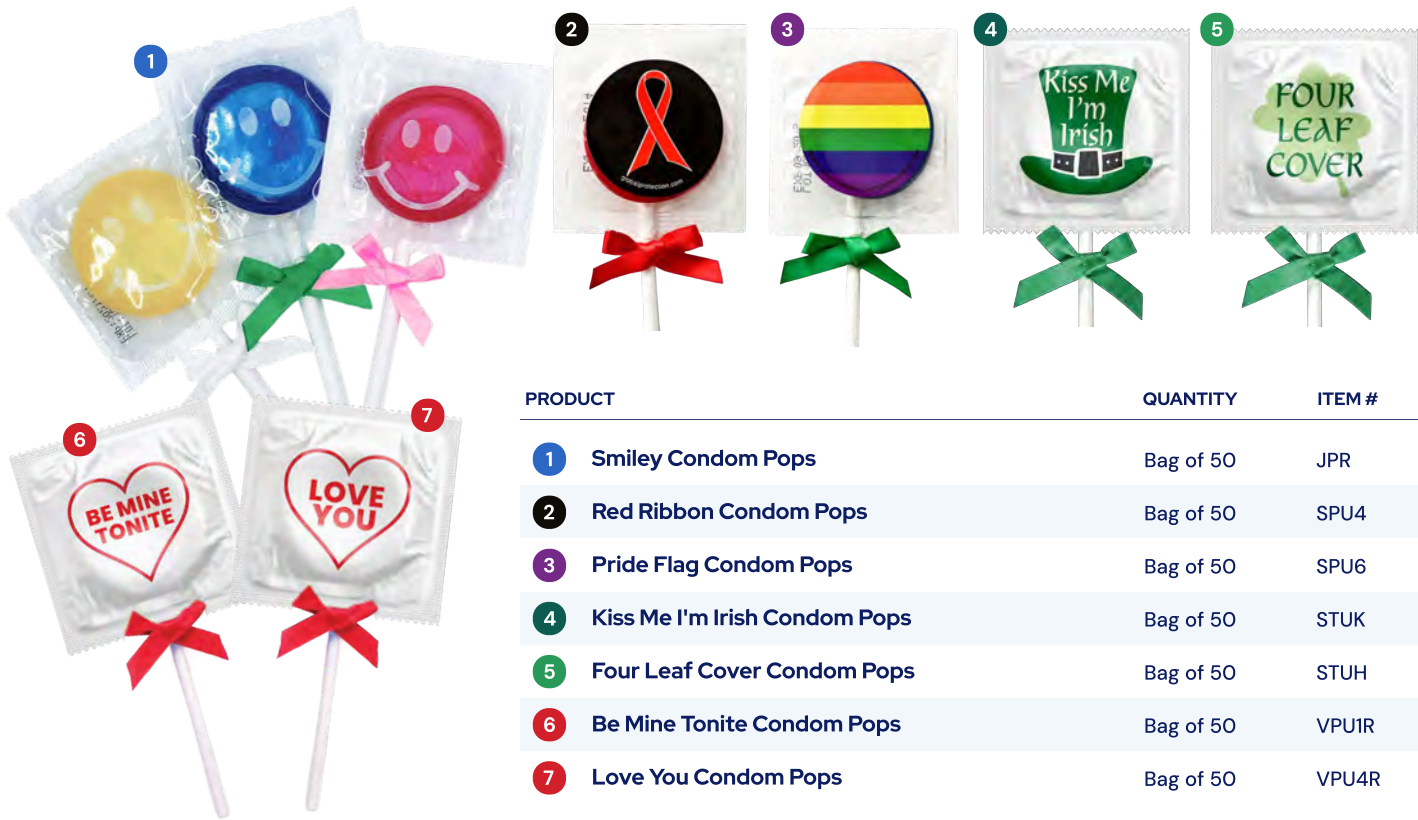 1
2
3
4
5
globalprotection.com
Kiss Me
I'm
Irish
FOUR
LEAF
COVER
6
7
BE MINE
TONITE
LOVE
YOU
PRODUCT QUANTITY ITEM #
1 Smiley Condom Pops Bag of 50 JPR
2 Red Ribbon Condom Pops Bag of 50 SPU4
3 Pride Flag Condom Pops Bag of 50 SPU6
4 Kiss Me I'm Irish Condom Pops Bag of 50 STUK
5 Four Leaf Cover Condom Pops Bag of 50 STUH
6 Be Mine Tonite Condom Pops Bag of 50 VPU1R
7 Love You Condom Pops Bag of 50 VPU4R